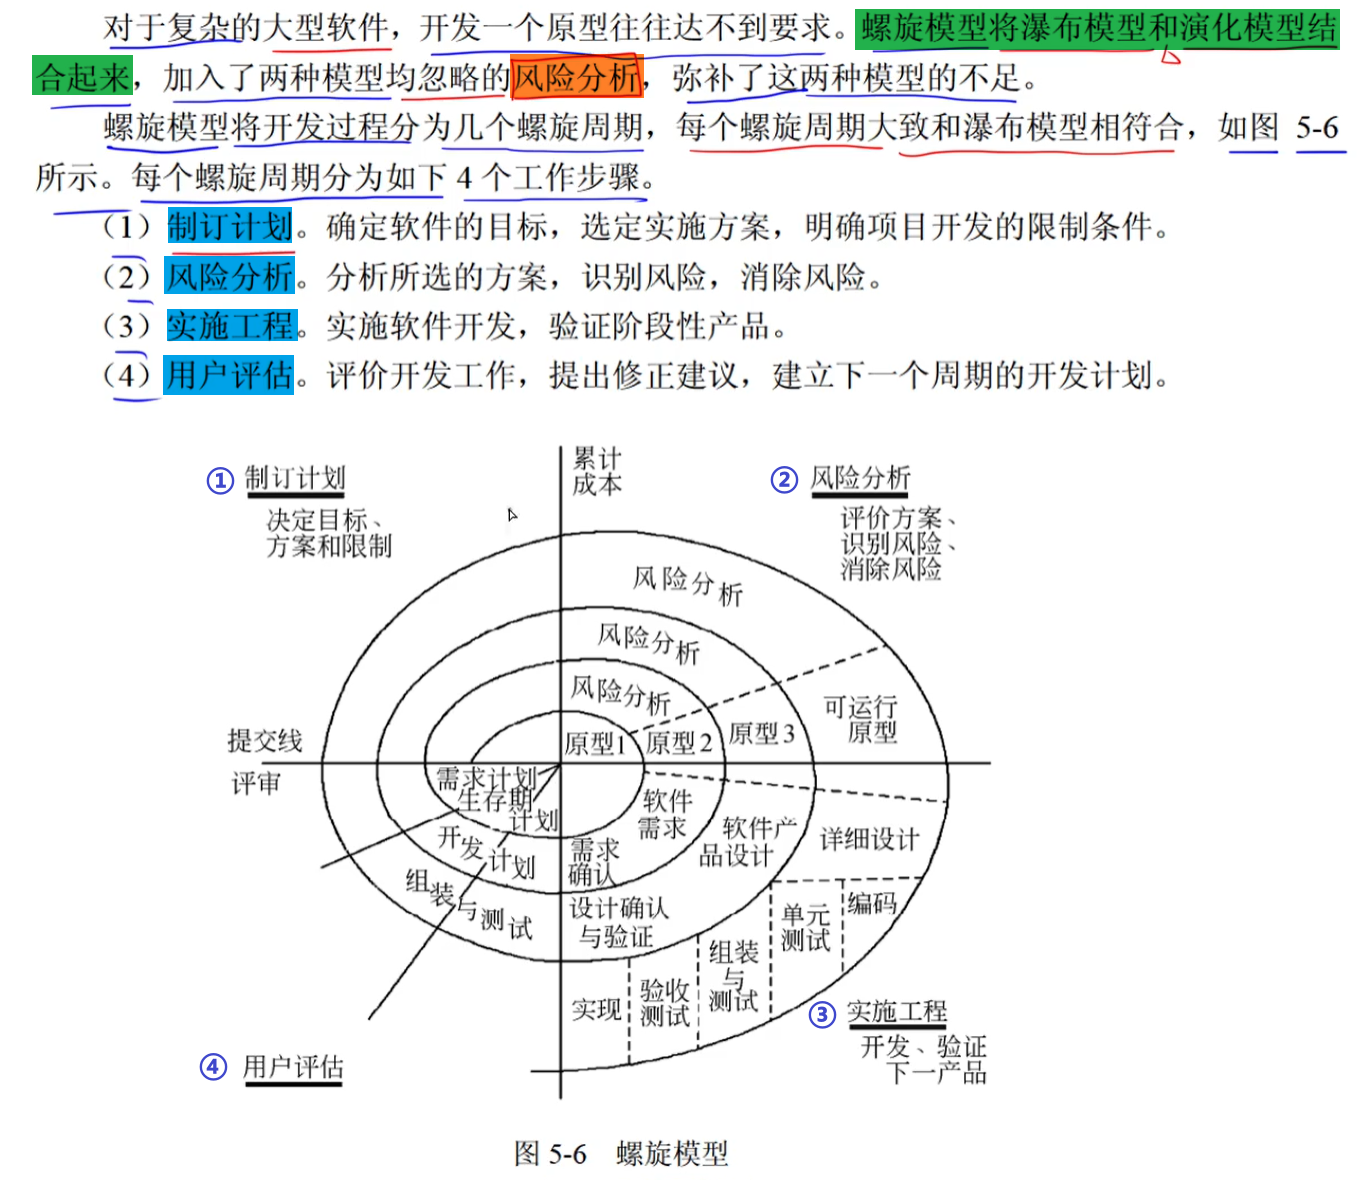 对于复杂的大型软件，开发一个原型往往达不到要求。螺旋模型将瀑布模型和演化模型结
合起来，加入了两种模型均忽略的风险分析，弥补了这两种模型的不足。
螺旋模型将开发过程分为几个螺旋周期，每个螺旋周期大致和瀑布模型相符合，如图 5-6
所示。每个螺旋周期分为如下 4 个工作步骤。
（1）制订计划。确定软件的目标，选定实施方案，明确项目开发的限制条件。
（2）风险分析。分析所选的方案，识别风险，消除风险。
（3）实施工程。实施软件开发，验证阶段性产品。
（4）用户评估。评价开发工作，提出修正建议，建立下一个周期的开发计划。
累计
成本
① 制订计划
决定目标、
方案和限制
② 风险分析
评价方案、
识别风险、
消除风险
风险分析
风险分析
风险分析
可运行
原型
原型1
原型2
原型3
提交线
评审
需求计划
生存期
计划
开发计划
组装与测试
软件
需求
需求
确认
软件产
品设计
详细设计
设计确认
与验证
单元
测试
编码
组装
与
测试
验收
测试
实现
③ 实施工程
开发、验证
下一产品
④ 用户评估
图 5-6 螺旋模型